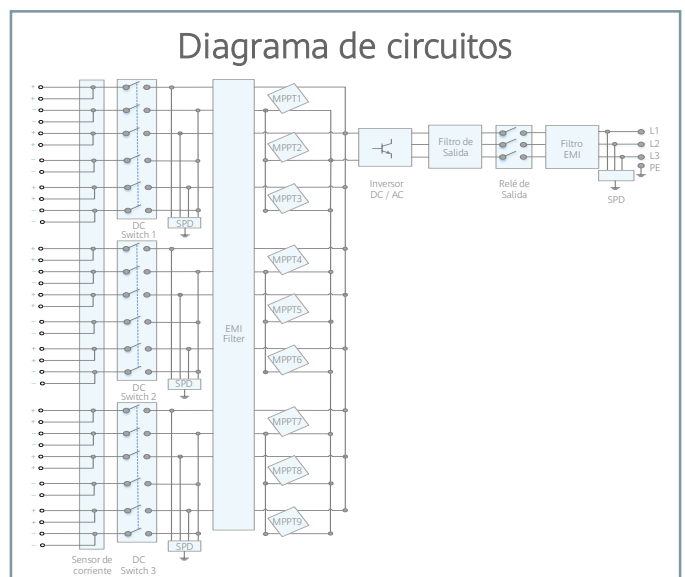 Diagrama de circuitos
MPPT1
MPPT2
MPPT3
DC
Switch 1
SPD
Inversor
DC / AC
Filtro de
Salida
Relé de
Salida
Filtro
EMI
L1
L2
L3
PE
SPD
MPPT4
MPPT5
MPPT6
EMI
Filter
DC
Switch 2
SPD
MPPT7
MPPT8
MPPT9
SPD
Sensor de
corriente
DC
Switch 3